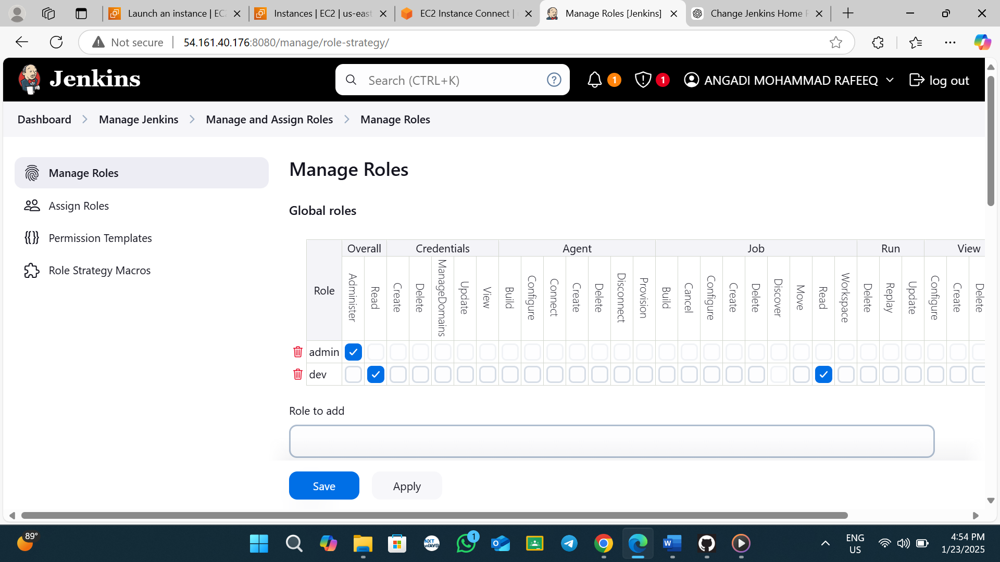 Launch an instance | EC
Instances | EC2 | us-east
EC2 Instance Connect |
Manage Roles [Jenkins]
Change Jenkins Home
Not secure
54.161.40.176:8080/manage/role-strategy/
Jenkins
Search (CTRL+K)
1
1
ANGADI MOHAMMAD RAFEEQ
log out
Dashboard
Manage Jenkins
Manage and Assign Roles
Manage Roles
Manage Roles
Assign Roles
Permission Templates
Role Strategy Macros
Manage Roles
Global roles
Role
Overall
Credentials
Agent
Job
Run
View
Administer
Read
Create
Delete
ManageDomains
Update
View
Build
Configure
Connect
Create
Delete
Disconnect
Provision
Build
Cancel
Configure
Create
Delete
Discover
Move
Read
Workspace
Delete
Replay
Update
Configure
Create
Delete
admin
dev
Role to add
Save
Apply
89°
NXT
WAVE
1
ENG
US
4:54 PM
1/23/2025